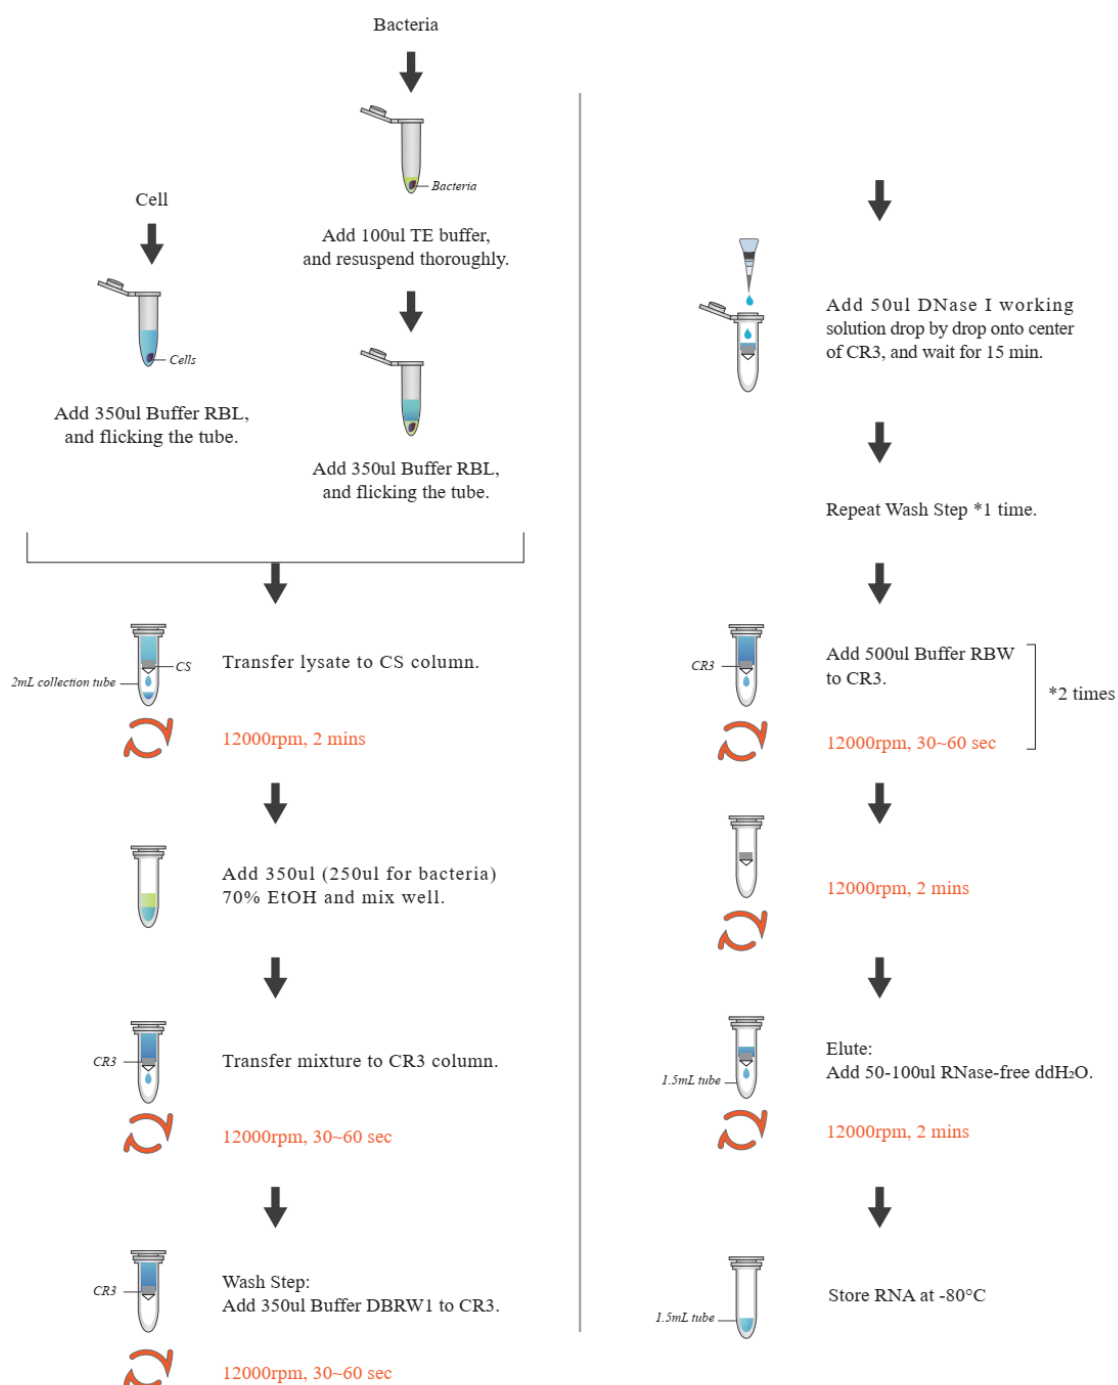 Bacteria
Bacteria
Add 100ul TE buffer,
and resuspend thoroughly.
Cell
Cells
Add 350ul Buffer RBL,
and flicking the tube.
Add 350ul Buffer RBL,
and flicking the tube.
CS
2mL collection tube
Transfer lysate to CS column.
12000rpm, 2 mins
Add 350ul (250ul for bacteria)
70% EtOH and mix well.
CR3
Transfer mixture to CR3 column.
12000rpm, 30~60 sec
CR3
Wash Step:
Add 350ul Buffer DBRW1 to CR3.
12000rpm, 30~60 sec
Add 50ul DNase I working
solution drop by drop onto center
of CR3, and wait for 15 min.
Repeat Wash Step *1 time.
CR3
Add 500ul Buffer RBW
to CR3.
*2 times
12000rpm, 30~60 sec
12000rpm, 2 mins
1.5mL tube
Elute:
Add 50-100ul RNase-free ddH₂O.
12000rpm, 2 mins
1.5mL tube
Store RNA at -80°C